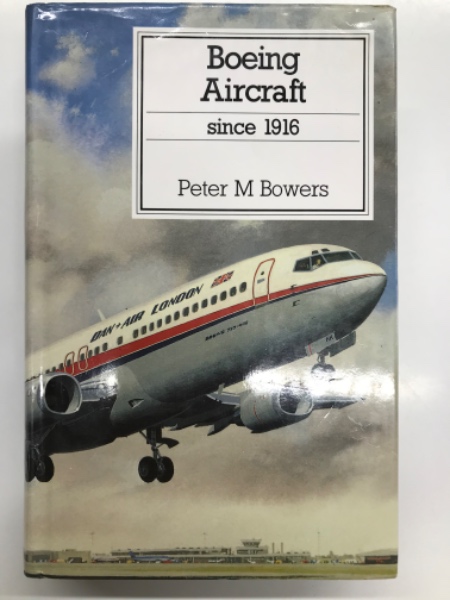 Boeing
Aircraft
since 1916
Peter M Bowers
DAN-AIR LONDON